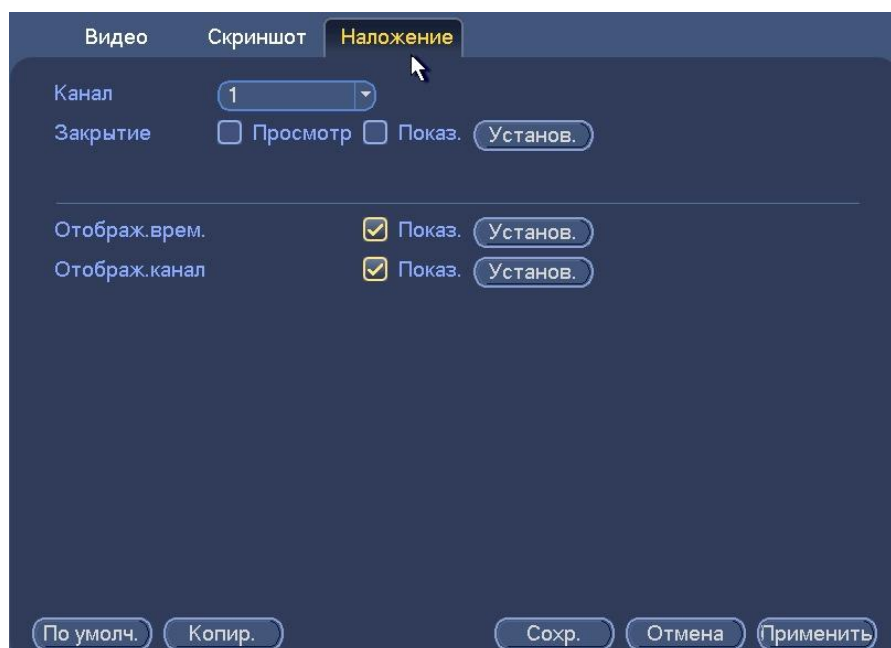 Видео Скриншот Наложение
Канал 1
Закрытие Просмотр Показ. Установ.
Отображ.врем. Показ. Установ.
Отображ.канал Показ. Установ.
По умолч. Копир. Сохр. Отмена Применить